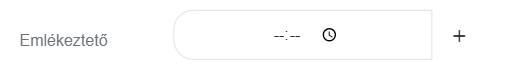 Emlékeztető --:-- +